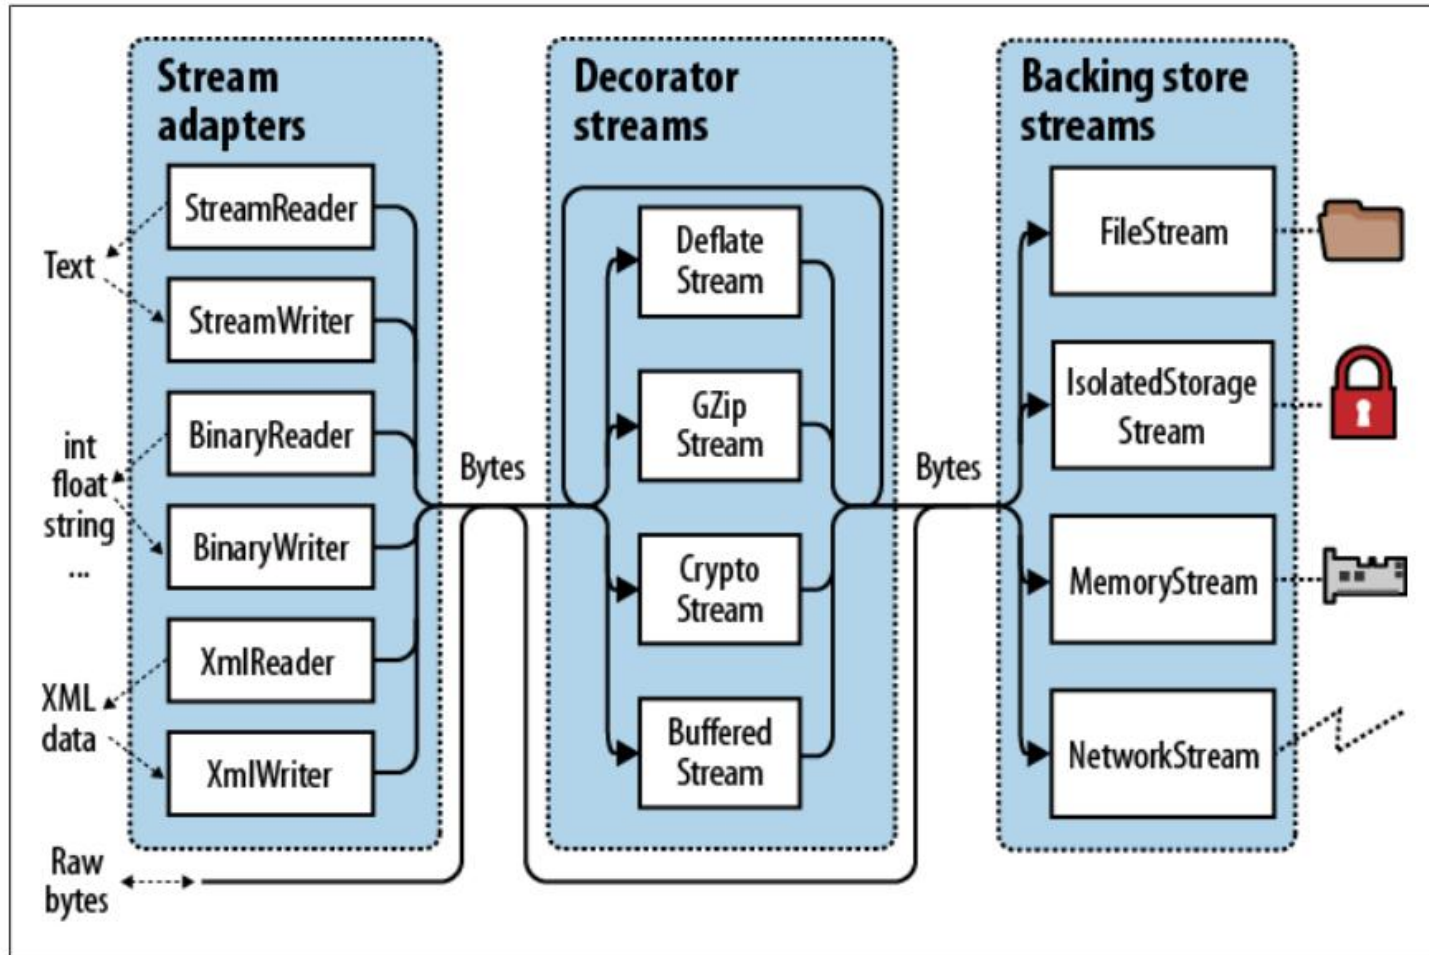 Stream
adapters
StreamReader
Text
StreamWriter
BinaryReader
int
float
string
...
BinaryWriter
XmlReader
XML
data
XmlWriter
Raw
bytes
Bytes
Decorator
streams
Deflate
Stream
GZip
Stream
Crypto
Stream
Buffered
Stream
Bytes
Backing store
streams
FileStream
IsolatedStorage
Stream
MemoryStream
NetworkStream